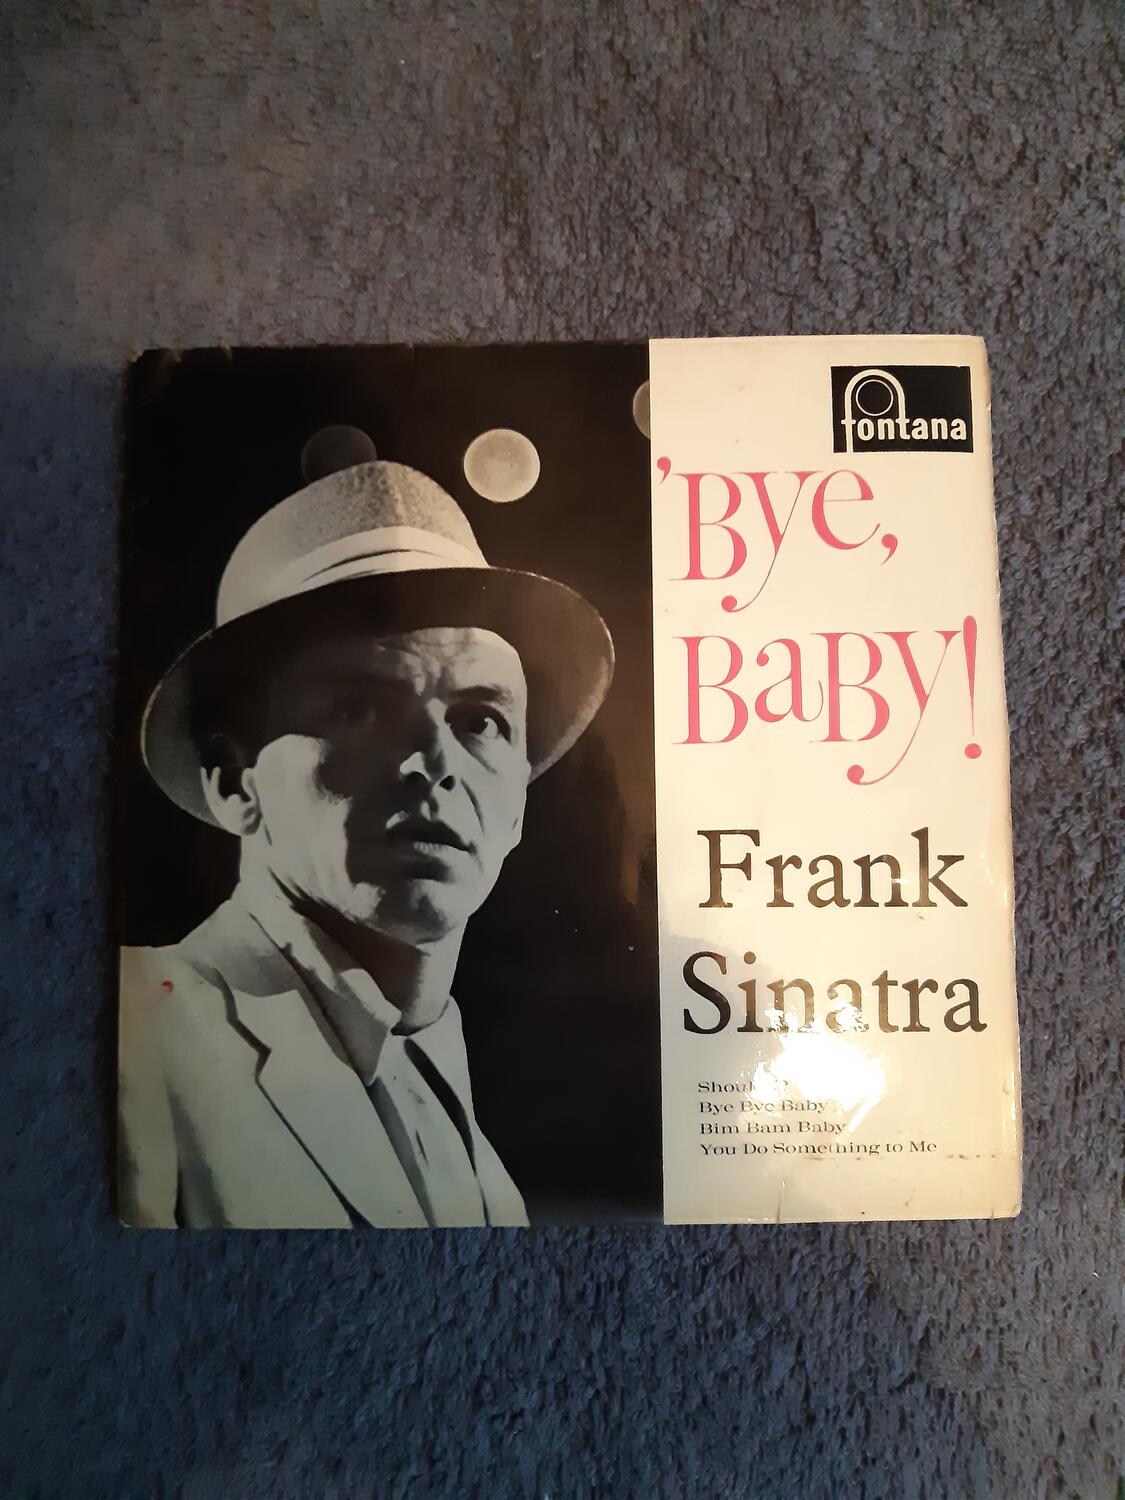 fontana
'Bye,
BaBy!
Frank
Sinatra
Bye Bye Baby
Bim Bam Baby
You Do Something to Me